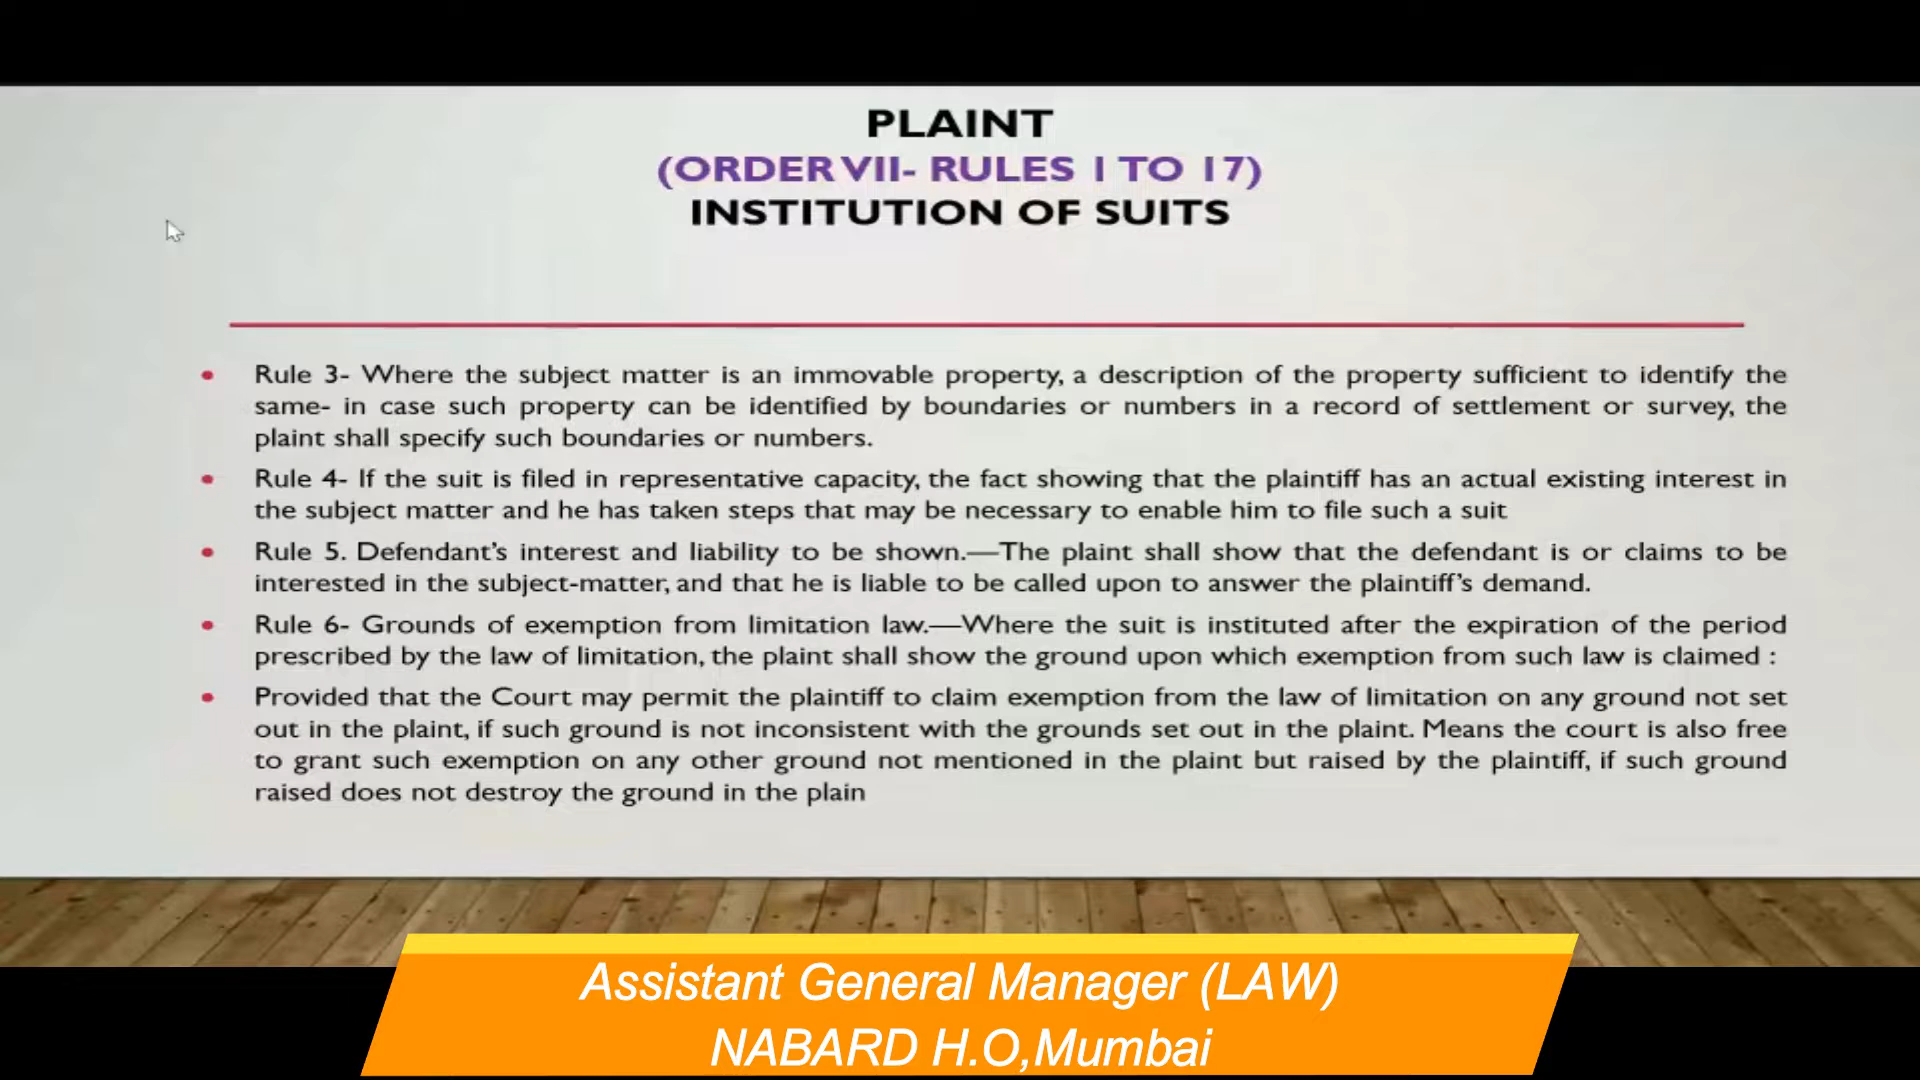 PLAINT
(ORDER VII- RULES 1 TO 17)
INSTITUTION OF SUITS
• Rule 3- Where the subject matter is an immovable property, a description of the property sufficient to identify the
same- in case such property can be identified by boundaries or numbers in a record of settlement or survey, the
plaint shall specify such boundaries or numbers.
• Rule 4- If the suit is filed in representative capacity, the fact showing that the plaintiff has an actual existing interest in
the subject matter and he has taken steps that may be necessary to enable him to file such a suit
• Rule 5. Defendant’s interest and liability to be shown.—The plaint shall show that the defendant is or claims to be
interested in the subject-matter, and that he is liable to be called upon to answer the plaintiff’s demand.
• Rule 6- Grounds of exemption from limitation law.—Where the suit is instituted after the expiration of the period
prescribed by the law of limitation, the plaint shall show the ground upon which exemption from such law is claimed :
• Provided that the Court may permit the plaintiff to claim exemption from the law of limitation on any ground not set
out in the plaint, if such ground is not inconsistent with the grounds set out in the plaint. Means the court is also free
to grant such exemption on any other ground not mentioned in the plaint but raised by the plaintiff, if such ground
raised does not destroy the ground in the plain
Assistant General Manager (LAW)
NABARD H.O,Mumbai